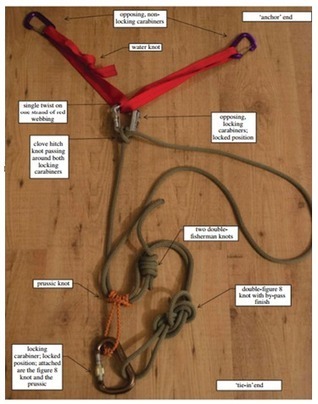 opposing, non-
locking carabiners
'anchor' end
water knot
single twist on
one strand of red
webbing
opposing,
locking
carabiners;
locked position
clove hitch
knot passing
around both
locking
carabiners
two double-
fisherman knots
prussic knot
double-figure 8
knot with by-pass
finish
locking
carabiner; locked
position; attached
are the figure 8
knot and the
prussic
'tie-in' end